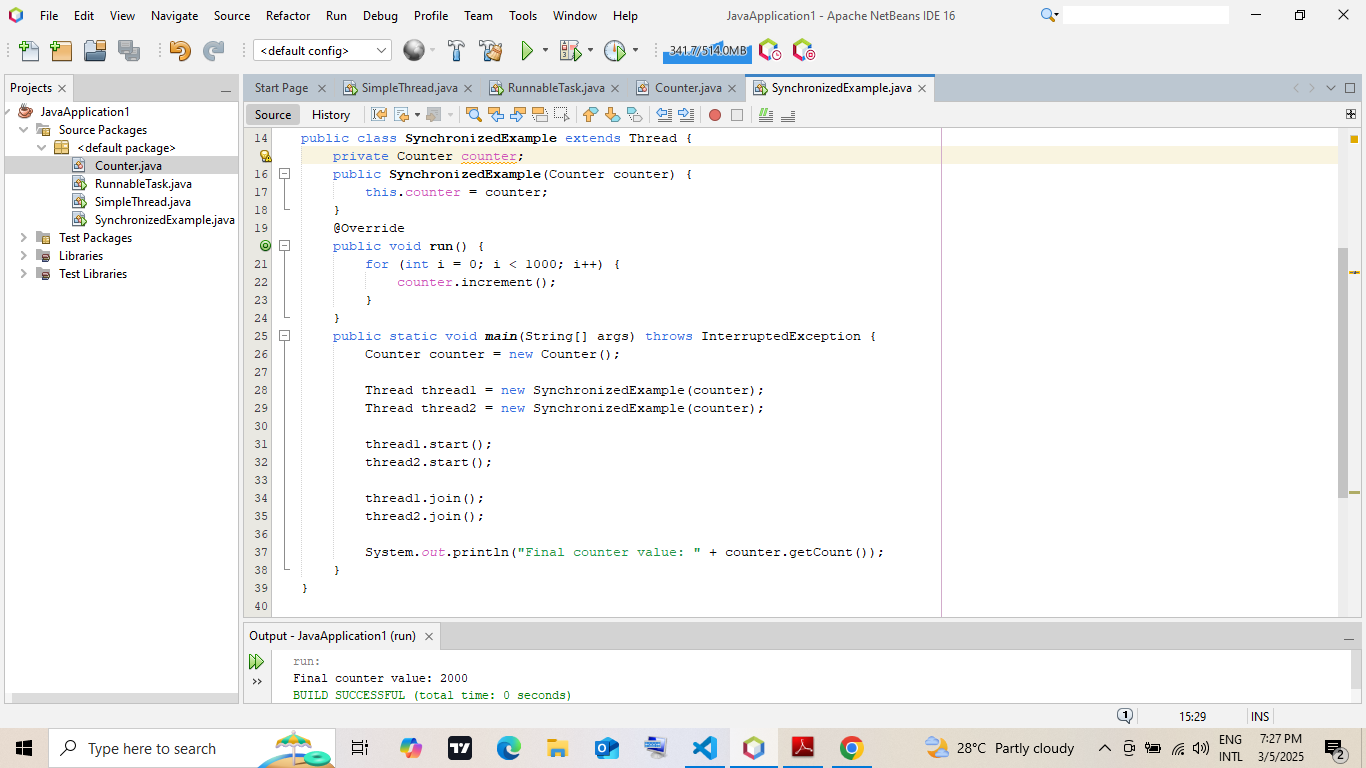 File Edit View Navigate Source Refactor Run Debug Profile Team Tools Window Help JavaApplication1 - Apache NetBeans IDE 16
<default config> 341.7/514.0MB
Projects
Start Page SimpleThread.java RunnableTask.java Counter.java SynchronizedExample.java
Source History
JavaApplication1
Source Packages
<default package>
Counter.java
RunnableTask.java
SimpleThread.java
SynchronizedExample.java
Test Packages
Libraries
Test Libraries
14 public class SynchronizedExample extends Thread {
private Counter counter;
16 public SynchronizedExample(Counter counter) {
17 this.counter = counter;
18 }
19 @Override
public void run() {
21 for (int i = 0; i < 1000; i++) {
22 counter.increment();
23 }
24 }
25 public static void main(String[] args) throws InterruptedException {
26 Counter counter = new Counter();
27
28 Thread thread1 = new SynchronizedExample(counter);
29 Thread thread2 = new SynchronizedExample(counter);
30
31 thread1.start();
32 thread2.start();
33
34 thread1.join();
35 thread2.join();
36
37 System.out.println("Final counter value: " + counter.getCount());
38 }
39 }
40
Output - JavaApplication1 (run)
run:
Final counter value: 2000
BUILD SUCCESSFUL (total time: 0 seconds)
1 15:29 INS
Type here to search 28°C Partly cloudy ENG 7:27 PM
INTL 3/5/2025 2